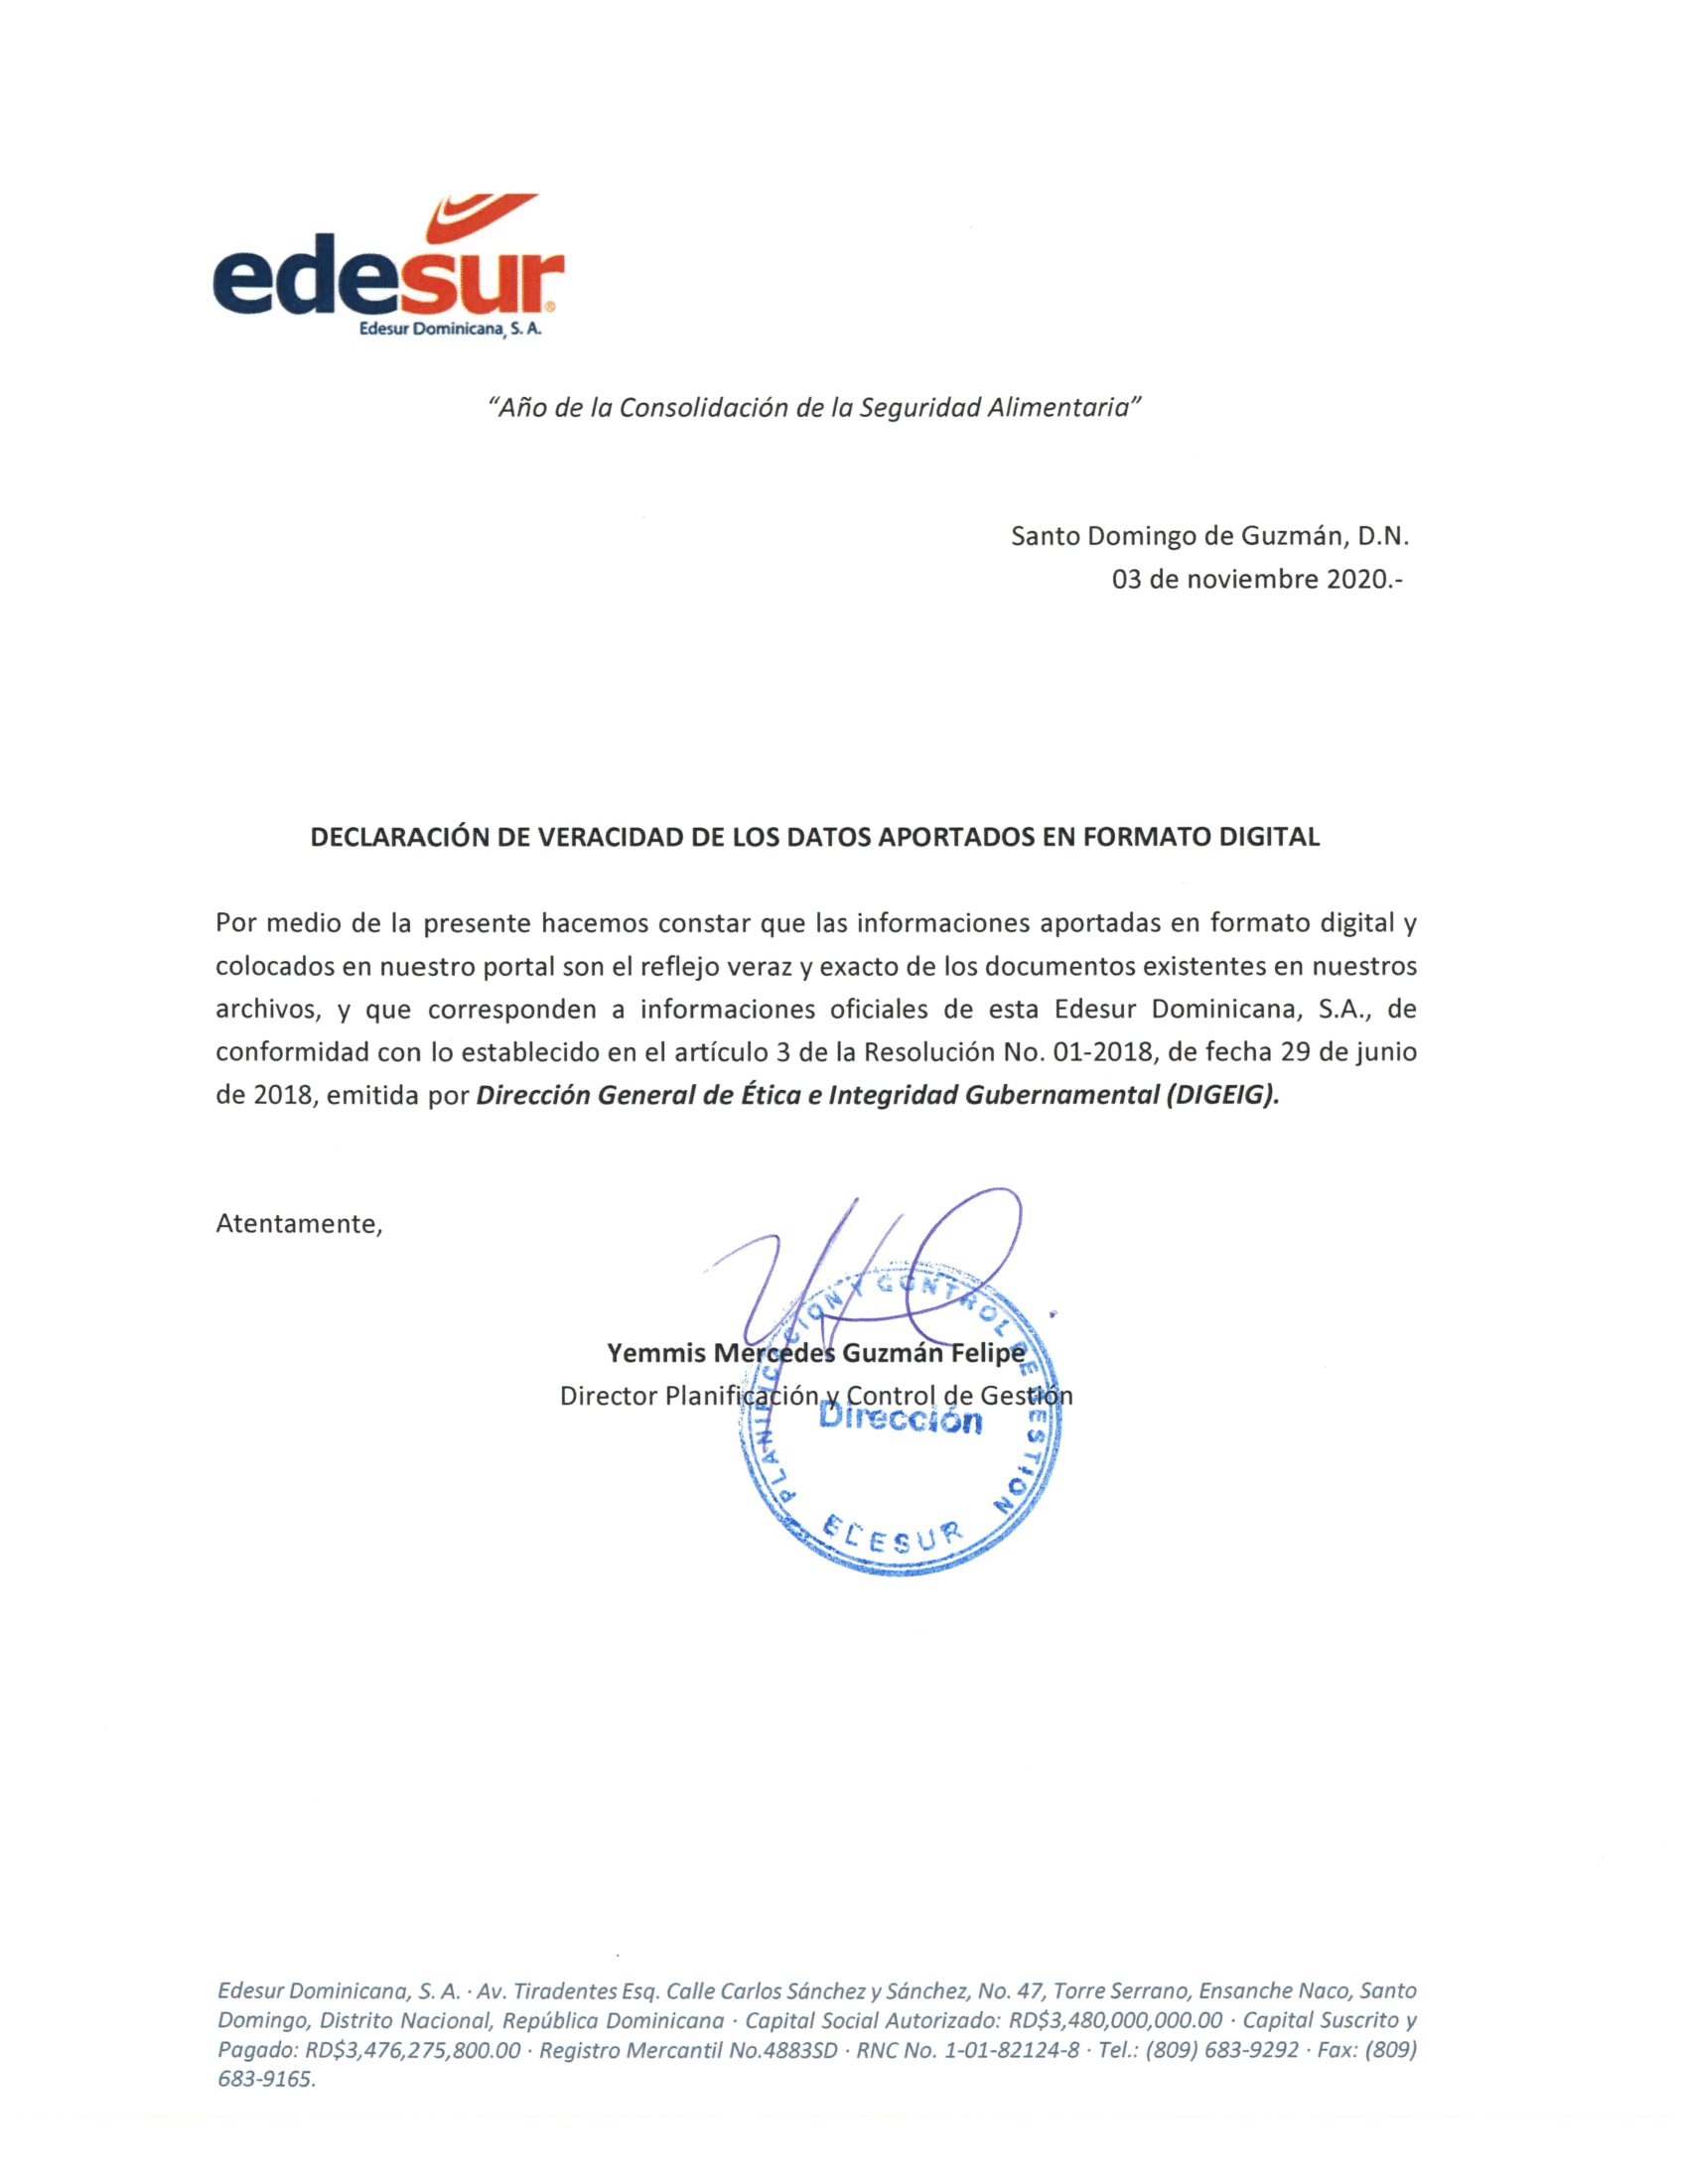 edesur
Edesur Dominicana, S. A.
“Año de la Consolidación de la Seguridad Alimentaria”
Santo Domingo de Guzmán, D.N.
03 de noviembre 2020.-
DECLARACIÓN DE VERACIDAD DE LOS DATOS APORTADOS EN FORMATO DIGITAL
Por medio de la presente hacemos constar que las informaciones aportadas en formato digital y
colocados en nuestro portal son el reflejo veraz y exacto de los documentos existentes en nuestros
archivos, y que corresponden a informaciones oficiales de esta Edesur Dominicana, S.A., de
conformidad con lo establecido en el artículo 3 de la Resolución No. 01-2018, de fecha 29 de junio
de 2018, emitida por Dirección General de Ética e Integridad Gubernamental (DIGEIG).
Atentamente,
Yemmis Mercedes Guzmán Felipe
Director Planificación y Control de Gestión
PLANIFICACION Y CONTROL DE GESTION
Dirección
EDESUR
Edesur Dominicana, S. A. · Av. Tiradentes Esq. Calle Carlos Sánchez y Sánchez, No. 47, Torre Serrano, Ensanche Naco, Santo
Domingo, Distrito Nacional, República Dominicana · Capital Social Autorizado: RD$3,480,000,000.00 · Capital Suscrito y
Pagado: RD$3,476,275,800.00 · Registro Mercantil No.4883SD · RNC No. 1-01-82124-8 · Tel.: (809) 683-9292 · Fax: (809)
683-9165.